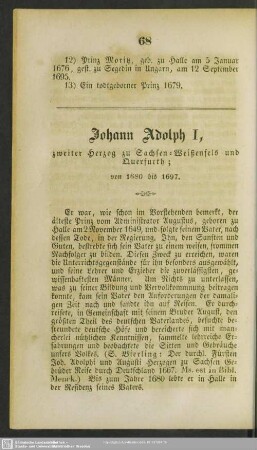 68
12) Prinz Moritz, geb. zu Halle am 5 Januar
1676, gest. zu Segedin in Ungarn, am 12 September
1695.
13) Ein todtgeborner Prinz 1679.
Johann Adolph I,
zweiter Herzog zu Sachsen-Weißenfels und
Querfurth;
von 1680 bis 1697.
Er war, wie schon im Vorstehenden bemerkt, der
älteste Prinz vom Administrator Augustus, geboren zu
Halle am 2 November 1649, und folgte seinem Vater, nach
dessen Tode, in der Regierung. Ihn, den Sanften und
Guten, bestrebte sich sein Vater zu einem weisen, frommen
Nachfolger zu bilden. Diesen Zweck zu erreichen, waren
die Unterrichtsgegenstände für ihn besonders ausgewählt,
und seine Lehrer und Erzieher die zuverlässigsten, ge-
wissenhaftesten Männer. Um Nichts zu unterlassen,
was zu seiner Bildung und Vervollkommnung beitragen
konnte, kam sein Vater den Anforderungen der damali-
gen Zeit nach und sandte ihn auf Reisen. Er durch-
reiste, in Gemeinschaft mit seinem Bruder August, den
größten Theil des deutschen Vaterlandes, besuchte be-
freundete deutsche Höfe und bereicherte sich mit man-
cherlei nützlichen Kenntnissen, sammelte lebrreiche Er-
fahrungen und beobachtete die Sitten und Gebräuche
unsers Volkes. (S. Bierling: Der durchl. Fürsten
Joh. Adolphi und Augusti Herzogen zu Sachsen Ge-
brüder Reise durch Deutschland 1667. Ms. est in Bibl.
Menck.) Bis zum Jahre 1680 lebte er in Halle in
der Residenz seines Vaters.